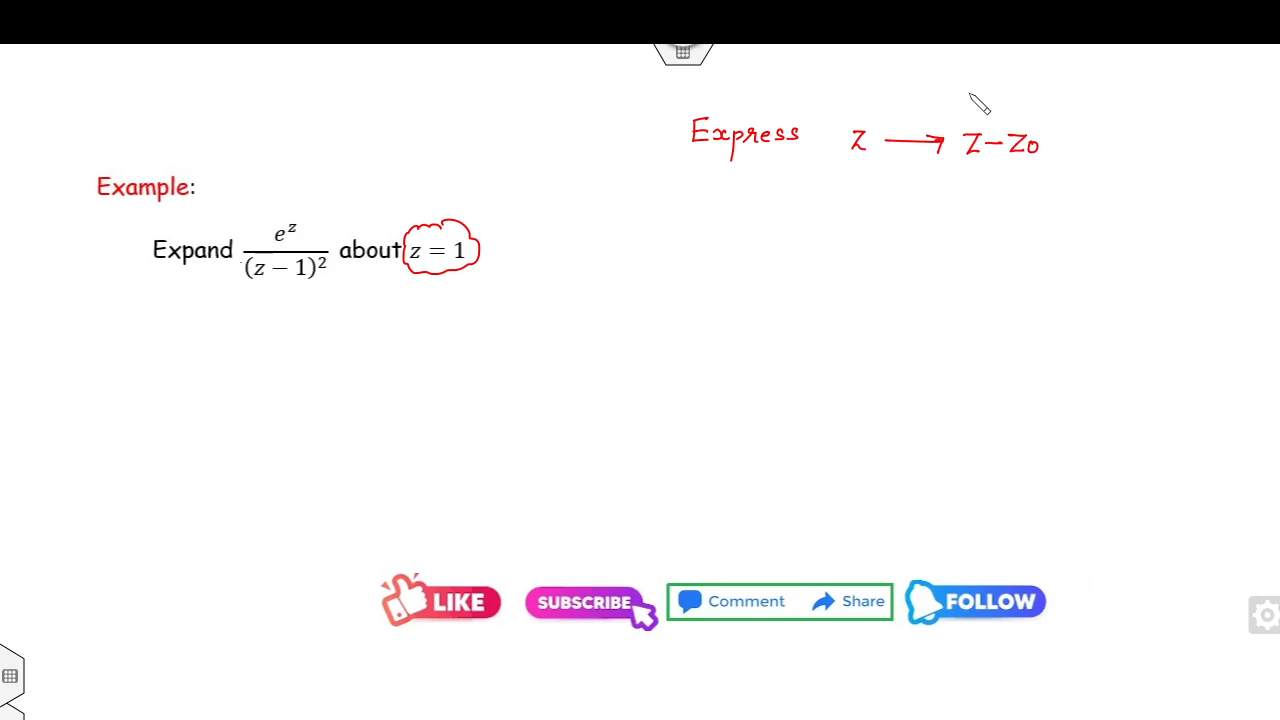 Express z ⟶ z-z₀
Example:
Expand e^z/(z − 1)² about z = 1
LIKE
SUBSCRIBE
Comment
Share
FOLLOW